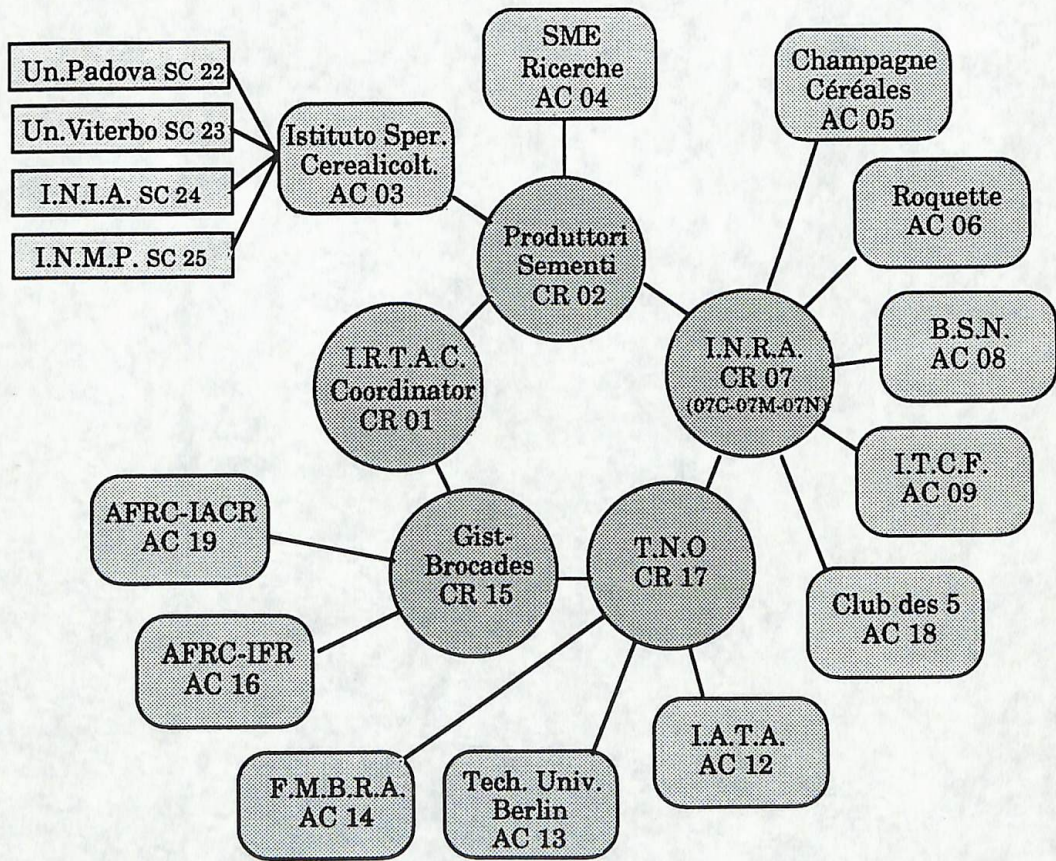 SME
Ricerche
AC 04
Champagne
Céréales
AC 05
Un.Padova SC 22
Un.Viterbo SC 23
I.N.I.A. SC 24
I.N.M.P. SC 25
Istituto Sper.
Cerealicolt.
AC 03
Roquette
AC 06
Produttori
Sementi
CR 02
B.S.N.
AC 08
I.N.R.A.
CR 07
(07C-07M-07N)
I.R.T.A.C.
Coordinator
CR 01
I.T.C.F.
AC 09
AFRC-IACR
AC 19
Gist-
Brocades
CR 15
T.N.O
CR 17
Club des 5
AC 18
AFRC-IFR
AC 16
I.A.T.A.
AC 12
F.M.B.R.A.
AC 14
Tech. Univ.
Berlin
AC 13